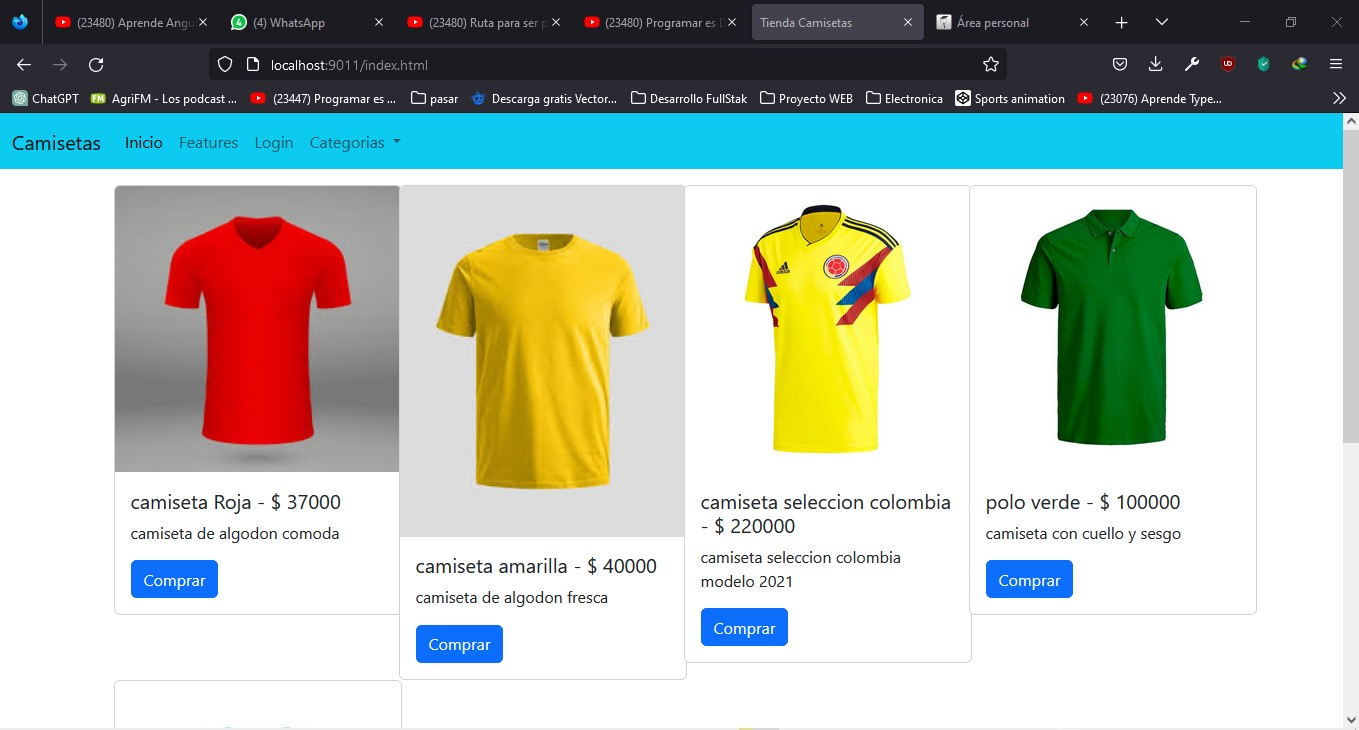 (23480) Aprende Angu
(4) WhatsApp
(23480) Ruta para ser p
(23480) Programar es D
Tienda Camisetas
Área personal
localhost:9011/index.html
ChatGPT
FM AgriFM - Los podcast ...
(23447) Programar es ...
pasar
Descarga gratis Vector...
Desarrollo FullStak
Proyecto WEB
Electronica
Sports animation
(23076) Aprende Type...
Camisetas
Inicio
Features
Login
Categorias
camiseta Roja - $ 37000
camiseta de algodon comoda
Comprar
camiseta amarilla - $ 40000
camiseta de algodon fresca
Comprar
camiseta seleccion colombia
- $ 220000
camiseta seleccion colombia
modelo 2021
Comprar
polo verde - $ 100000
camiseta con cuello y sesgo
Comprar